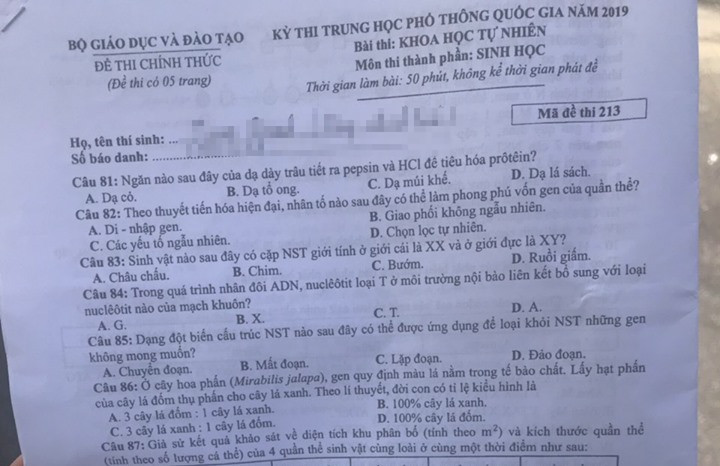 BỘ GIÁO DỤC VÀ ĐÀO TẠO
ĐỀ THI CHÍNH THỨC
(Đề thi có 05 trang)
KỲ THI TRUNG HỌC PHỔ THÔNG QUỐC GIA NĂM 2019
Bài thi: KHOA HỌC TỰ NHIÊN
Môn thi thành phần: SINH HỌC
Thời gian làm bài: 50 phút, không kể thời gian phát đề
Mã đề thi 213
Họ, tên thí sinh: ...
Số báo danh: ....................
Câu 81: Ngăn nào sau đây của dạ dày trâu tiết ra pepsin và HCl để tiêu hóa prôtêin?
A. Dạ cỏ. B. Dạ tổ ong. C. Dạ múi khế. D. Dạ lá sách.
Câu 82: Theo thuyết tiến hóa hiện đại, nhân tố nào sau đây có thể làm phong phú vốn gen của quần thể?
A. Di - nhập gen. B. Giao phối không ngẫu nhiên.
C. Các yếu tố ngẫu nhiên. D. Chọn lọc tự nhiên.
Câu 83: Sinh vật nào sau đây có cặp NST giới tính ở giới cái là XX và ở giới đực là XY?
A. Châu chấu. B. Chim. C. Bướm. D. Ruồi giấm.
Câu 84: Trong quá trình nhân đôi ADN, nuclêôtit loại T ở môi trường nội bào liên kết bổ sung với loại
nuclêôtit nào của mạch khuôn?
A. G. B. X. C. T. D. A.
Câu 85: Dạng đột biến cấu trúc NST nào sau đây có thể được ứng dụng để loại khỏi NST những gen
không mong muốn?
A. Chuyển đoạn. B. Mất đoạn. C. Lặp đoạn. D. Đảo đoạn.
Câu 86: Ở cây hoa phấn (Mirabilis jalapa), gen quy định màu lá nằm trong tế bào chất. Lấy hạt phấn
của cây lá đốm thụ phấn cho cây lá xanh. Theo lí thuyết, đời con có tỉ lệ kiểu hình là
A. 3 cây lá đốm : 1 cây lá xanh. B. 100% cây lá xanh.
C. 3 cây lá xanh : 1 cây lá đốm. D. 100% cây lá đốm.
Câu 87: Giả sử kết quả khảo sát về diện tích khu phân bố (tính theo m²) và kích thước quần thể
(tính theo số lượng cá thể) của 4 quần thể sinh vật cùng loài ở cùng một thời điểm như sau: